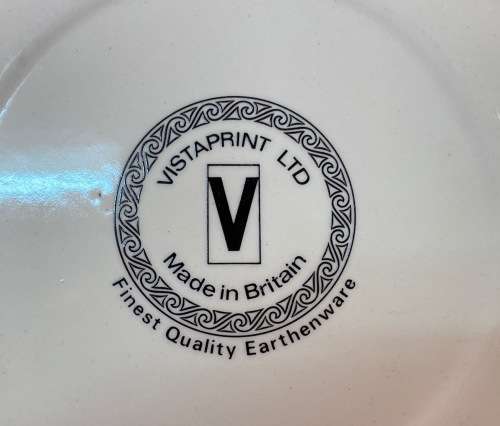 VISTAPRINT LTD
V
Made in Britain
Finest Quality Earthenware